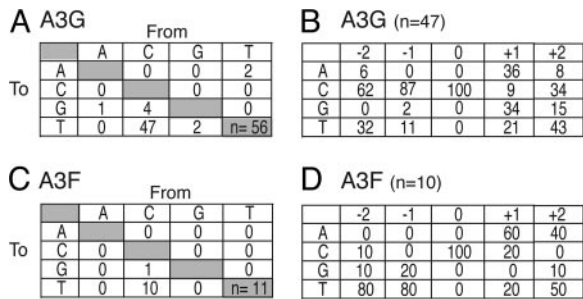 A A3G
From
A C G T
A 0 0 2
To C 0 0 0
G 1 4 0
T 0 47 2 n= 56
B A3G (n=47)
-2 -1 0 +1 +2
A 6 0 0 36 8
C 62 87 100 9 34
G 0 2 0 34 15
T 32 11 0 21 43
C A3F
From
A C G T
A 0 0 0
To C 0 0 0
G 0 1 0
T 0 10 0 n= 11
D A3F (n=10)
-2 -1 0 +1 +2
A 0 0 0 60 40
C 10 0 100 20 0
G 10 20 0 0 10
T 80 80 0 20 50